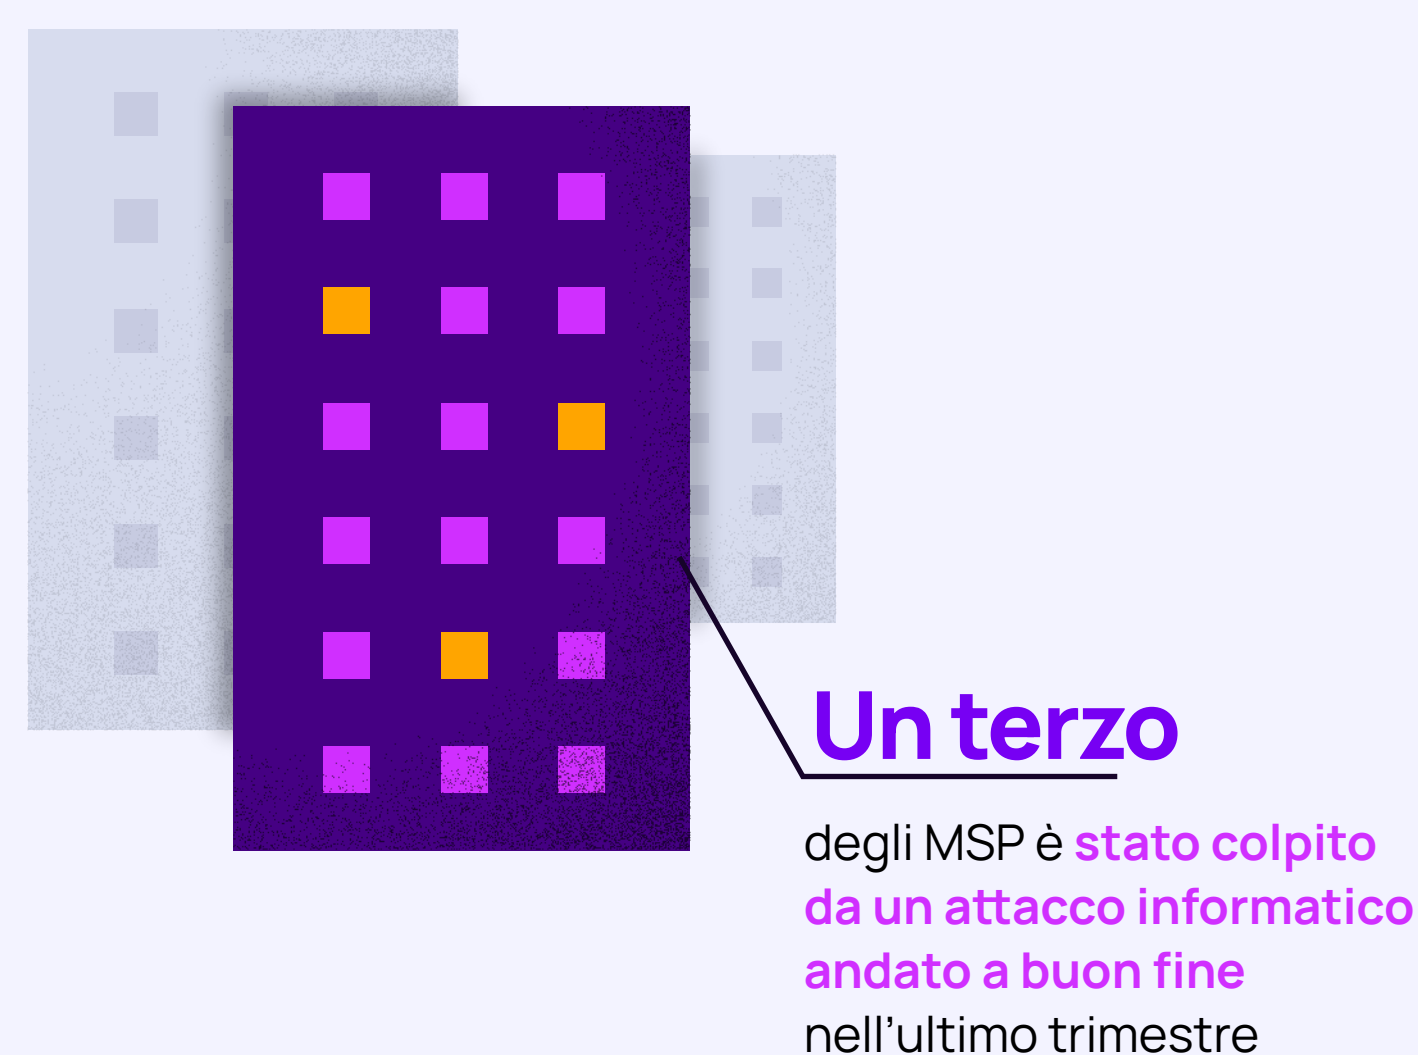 Un terzo
degli MSP è stato colpito
da un attacco informatico
andato a buon fine
nell’ultimo trimestre